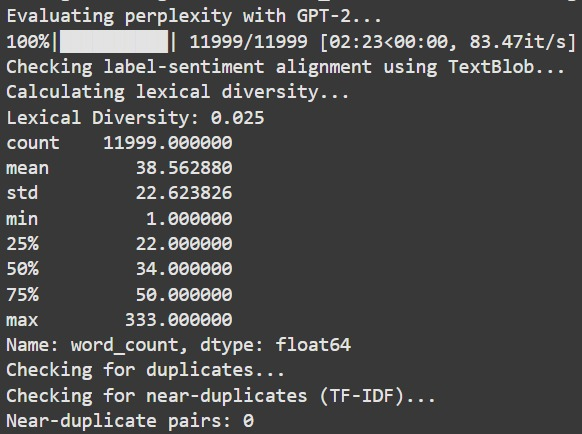 Evaluating perplexity with GPT-2...
100%|██████████| 11999/11999 [02:23<00:00, 83.47it/s]
Checking label-sentiment alignment using TextBlob...
Calculating lexical diversity...
Lexical Diversity: 0.025
count    11999.000000
mean        38.562880
std         22.623826
min          1.000000
25%         22.000000
50%         34.000000
75%         50.000000
max        333.000000
Name: word_count, dtype: float64
Checking for duplicates...
Checking for near-duplicates (TF-IDF)...
Near-duplicate pairs: 0